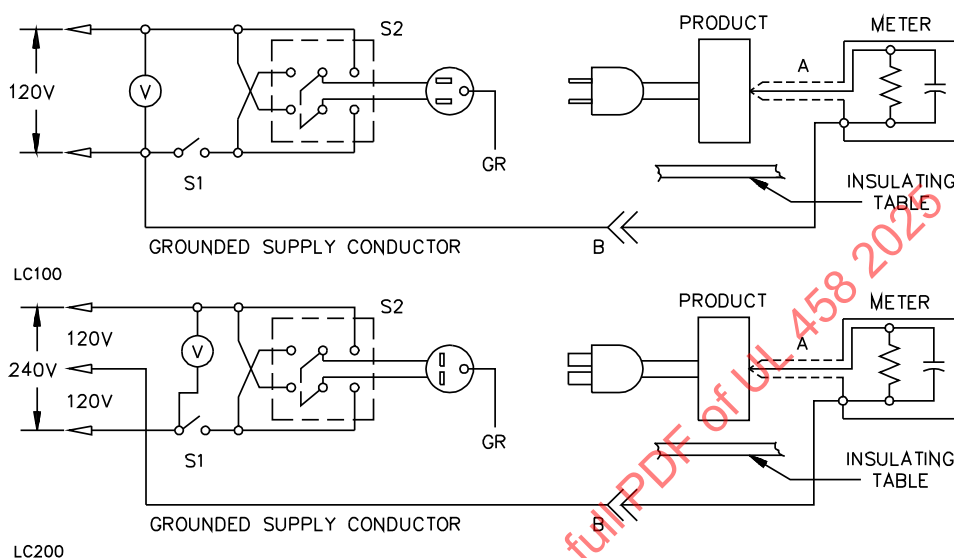 S2
PRODUCT
METER
A
120V
V
S1
GR
INSULATING
TABLE
GROUNDED SUPPLY CONDUCTOR
B
LC100
S2
PRODUCT
METER
120V
A
V
240V
120V
S1
GR
INSULATING
TABLE
GROUNDED SUPPLY CONDUCTOR
B
LC200
full PDF of UL 458 2025